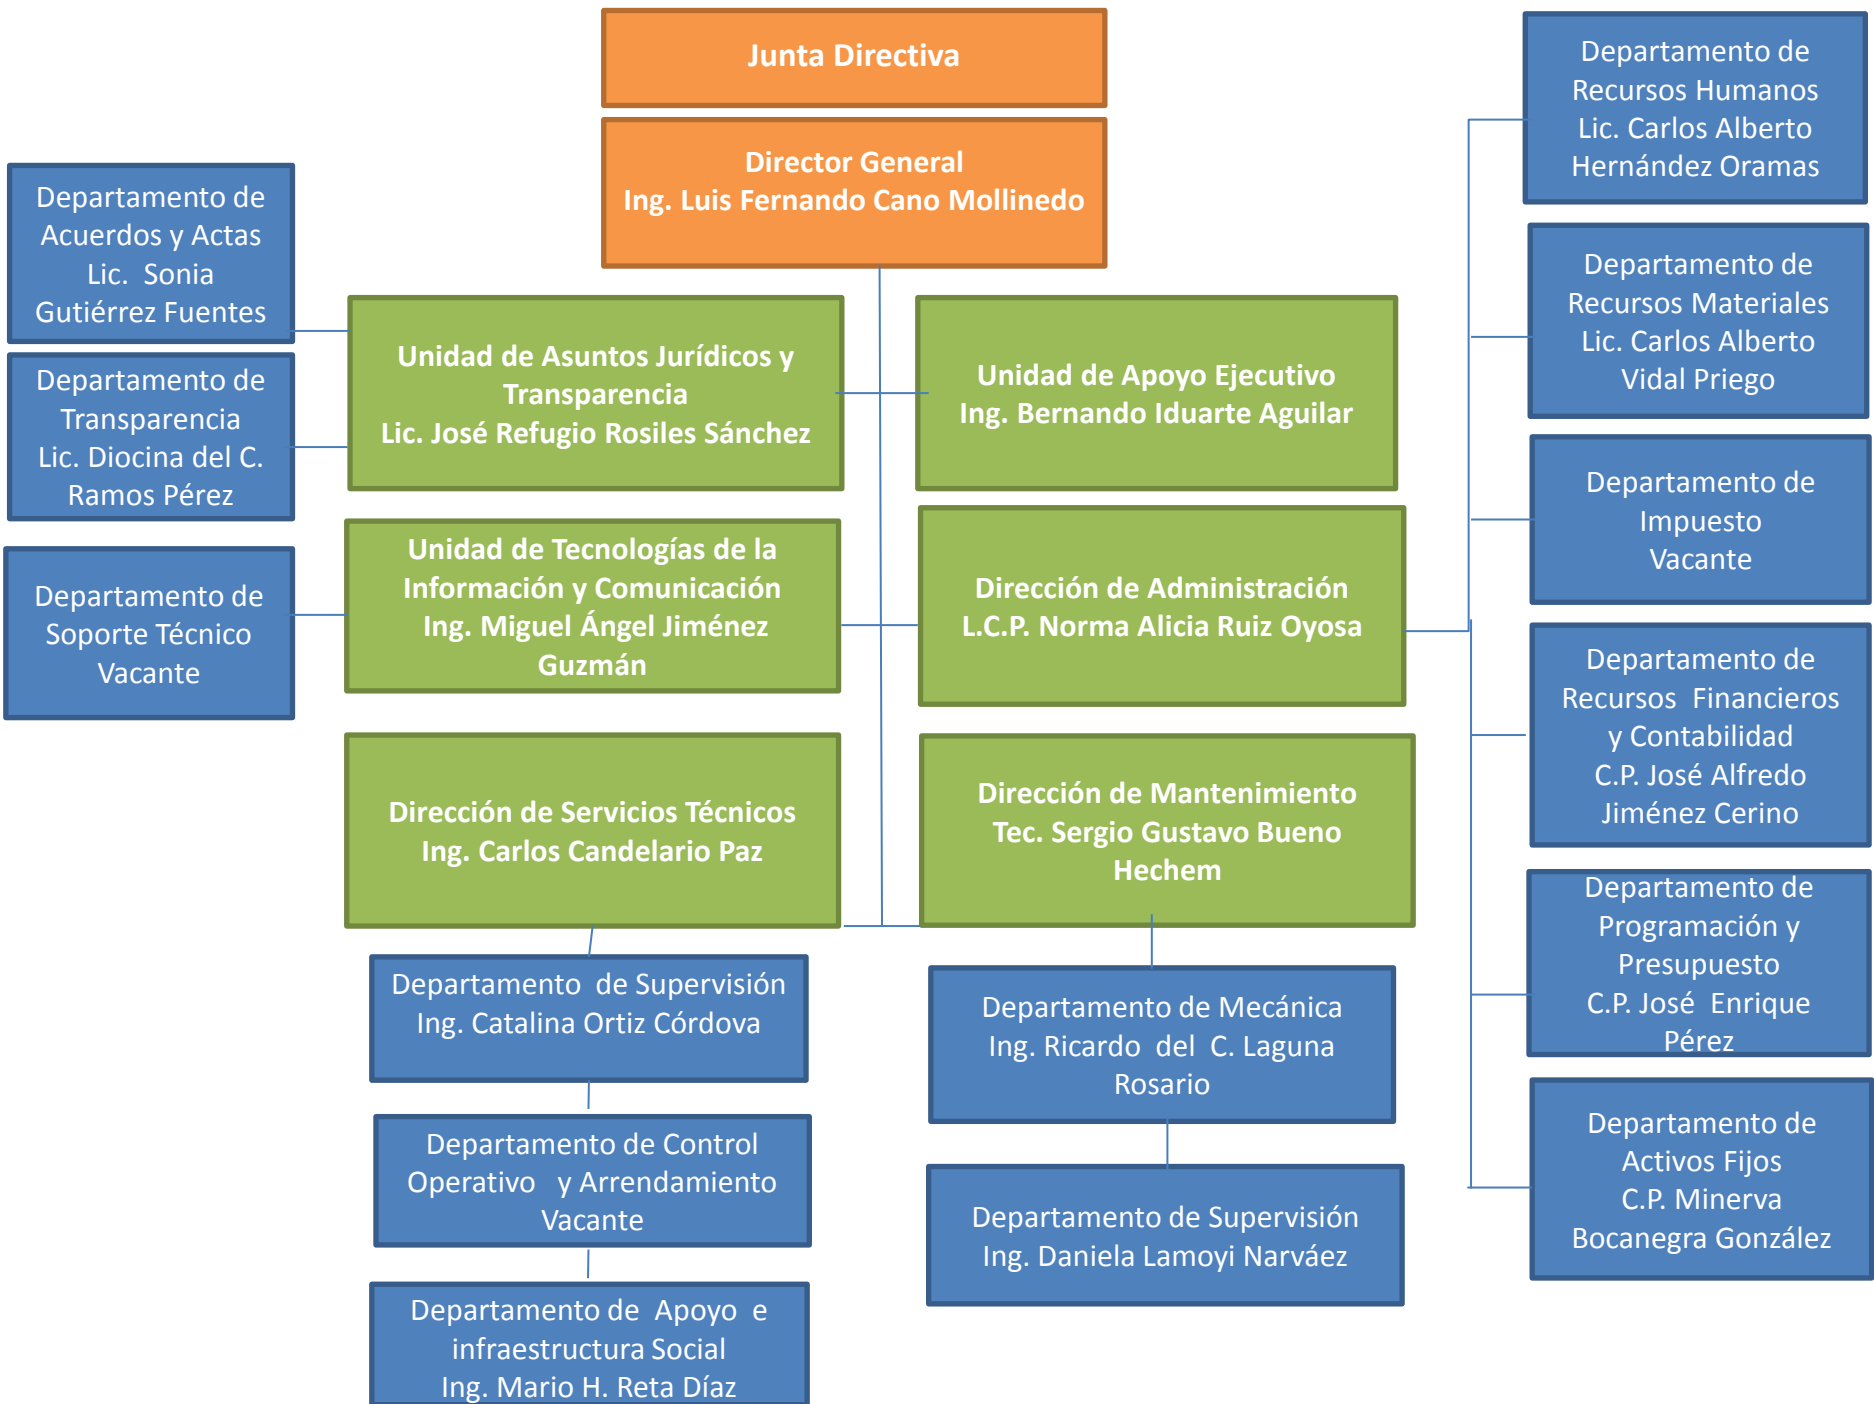 Junta Directiva
Director General
Ing. Luis Fernando Cano Mollinedo
Departamento de
Acuerdos y Actas
Lic. Sonia
Gutiérrez Fuentes
Departamento de
Transparencia
Lic. Diocina del C.
Ramos Pérez
Departamento de
Soporte Técnico
Vacante
Unidad de Asuntos Jurídicos y
Transparencia
Lic. José Refugio Rosiles Sánchez
Unidad de Apoyo Ejecutivo
Ing. Bernando Iduarte Aguilar
Unidad de Tecnologías de la
Información y Comunicación
Ing. Miguel Ángel Jiménez
Guzmán
Dirección de Administración
L.C.P. Norma Alicia Ruiz Oyosa
Dirección de Servicios Técnicos
Ing. Carlos Candelario Paz
Dirección de Mantenimiento
Tec. Sergio Gustavo Bueno
Hechem
Departamento de Supervisión
Ing. Catalina Ortiz Córdova
Departamento de Control
Operativo y Arrendamiento
Vacante
Departamento de Apoyo e
infraestructura Social
Ing. Mario H. Reta Díaz
Departamento de Mecánica
Ing. Ricardo del C. Laguna
Rosario
Departamento de Supervisión
Ing. Daniela Lamoyi Narváez
Departamento de
Recursos Humanos
Lic. Carlos Alberto
Hernández Oramas
Departamento de
Recursos Materiales
Lic. Carlos Alberto
Vidal Priego
Departamento de
Impuesto
Vacante
Departamento de
Recursos Financieros
y Contabilidad
C.P. José Alfredo
Jiménez Cerino
Departamento de
Programación y
Presupuesto
C.P. José Enrique
Pérez
Departamento de
Activos Fijos
C.P. Minerva
Bocanegra González